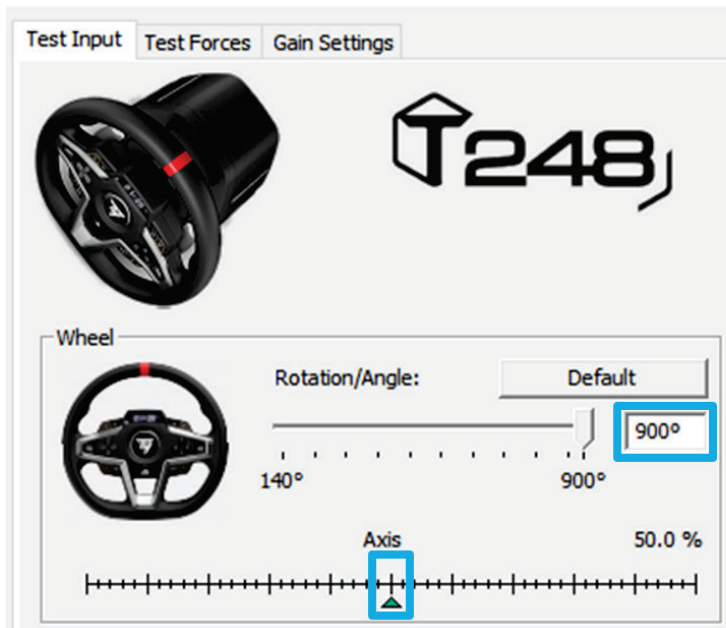 Test Input Test Forces Gain Settings
T248
Wheel
Rotation/Angle: Default
900°
140° 900°
Axis 50.0 %